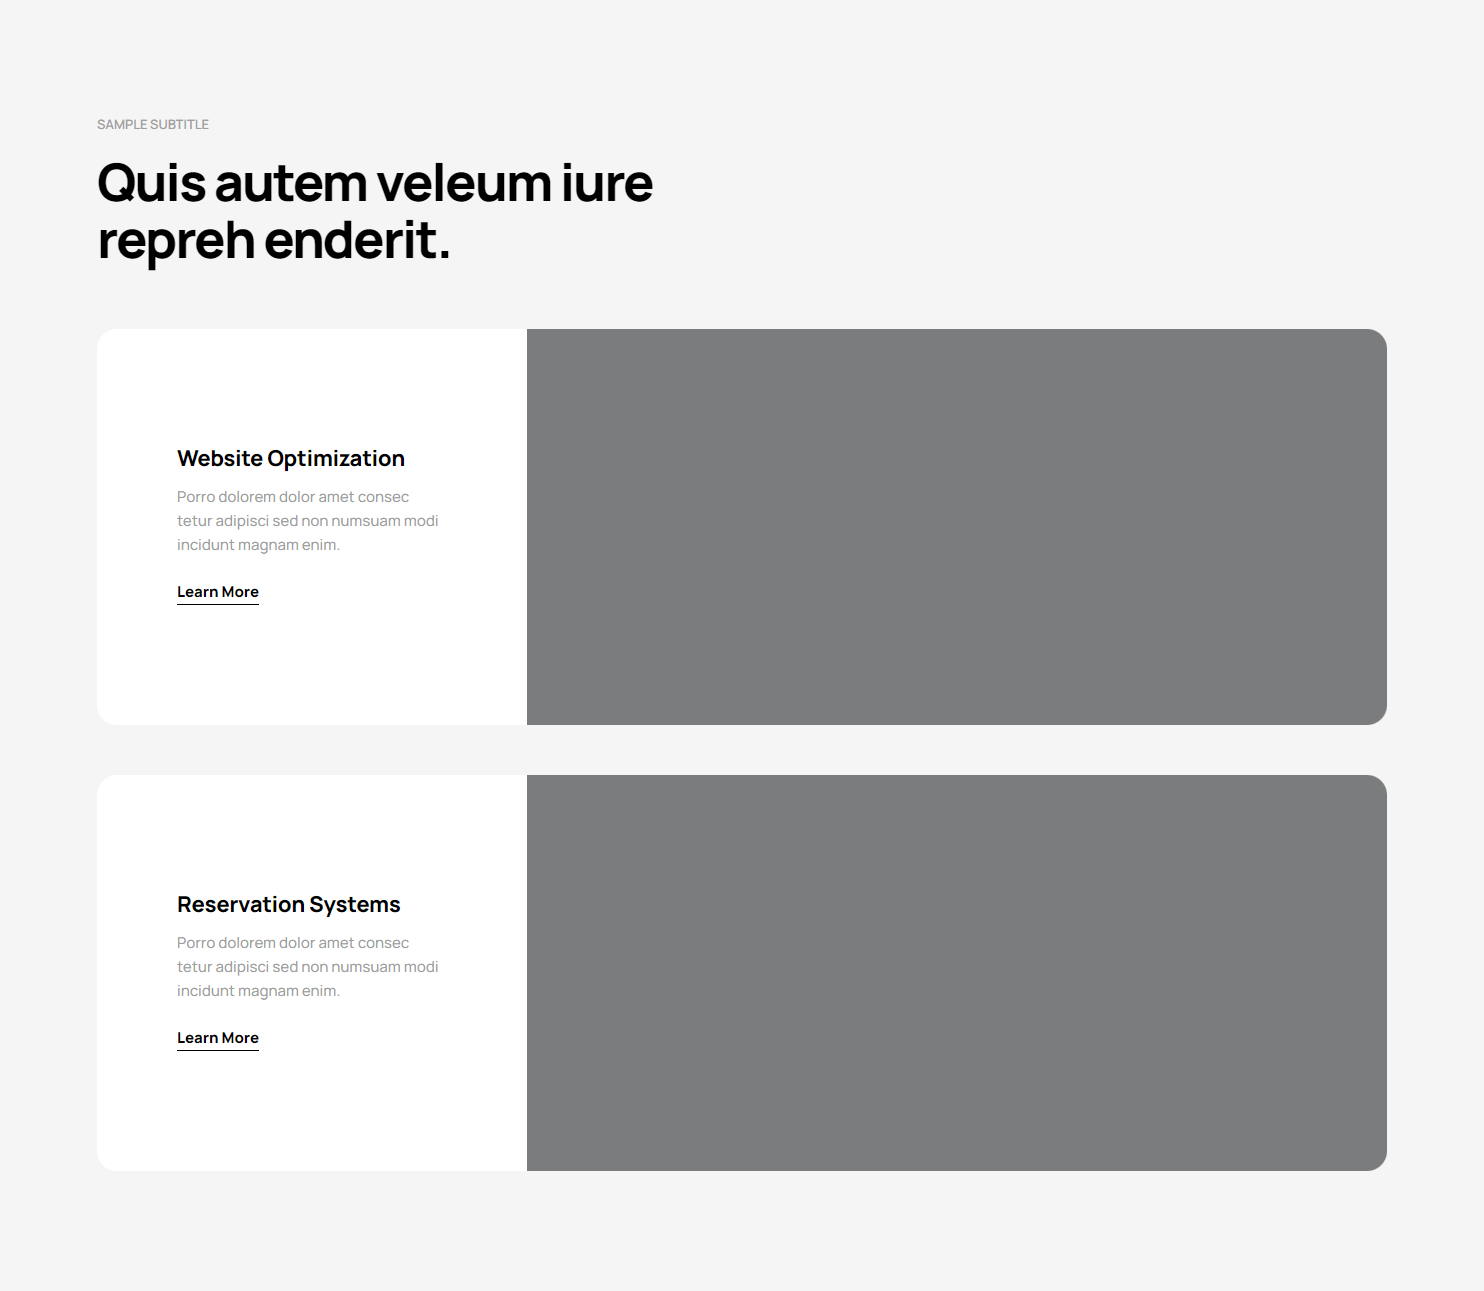 SAMPLE SUBTITLE
Quis autem veleum iure
repreh enderit.
Website Optimization
Porro dolorem dolor amet consec
tetur adipisci sed non numsuam modi
incidunt magnam enim.
Learn More
Reservation Systems
Porro dolorem dolor amet consec
tetur adipisci sed non numsuam modi
incidunt magnam enim.
Learn More